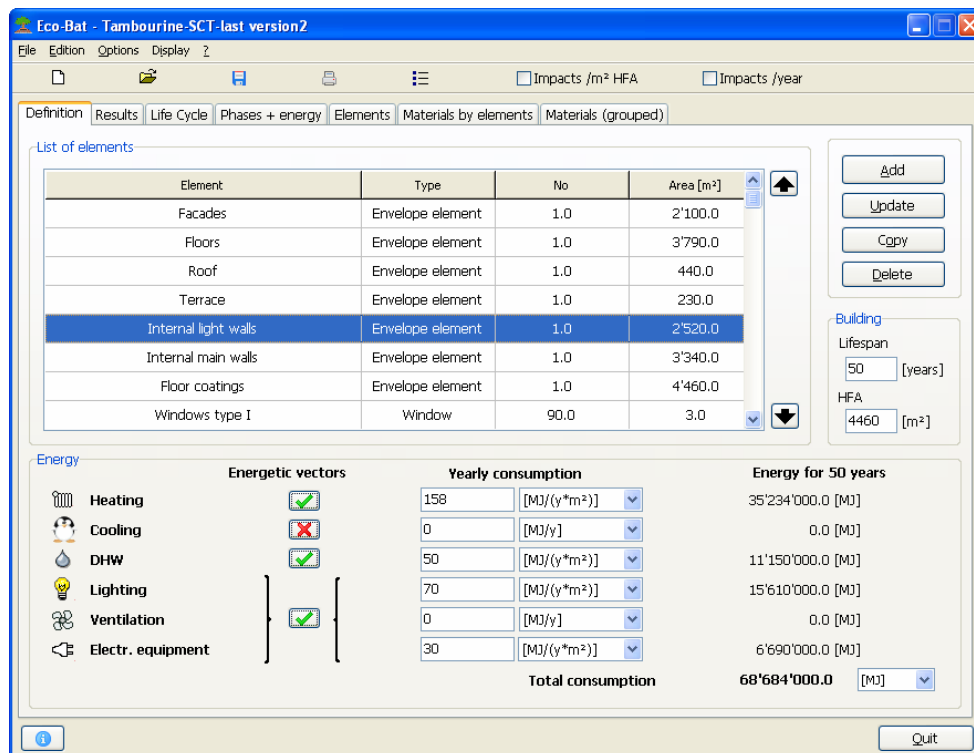 Eco-Bat - Tambourine-SCT-last version2
File Edition Options Display ?
Impacts /m² HFA Impacts /year
Definition Results Life Cycle Phases + energy Elements Materials by elements Materials (grouped)
List of elements
Element Type No Area [m²]
Facades Envelope element 1.0 2'100.0
Floors Envelope element 1.0 3'790.0
Roof Envelope element 1.0 440.0
Terrace Envelope element 1.0 230.0
Internal light walls Envelope element 1.0 2'520.0
Internal main walls Envelope element 1.0 3'340.0
Floor coatings Envelope element 1.0 4'460.0
Windows type I Window 90.0 3.0
Add
Update
Copy
Delete
Building
Lifespan
50 [years]
HFA
4460 [m²]
Energy
Energetic vectors Yearly consumption Energy for 50 years
Heating 158 [MJ/(y*m²)] 35'234'000.0 [MJ]
Cooling 0 [MJ/y] 0.0 [MJ]
DHW 50 [MJ/(y*m²)] 11'150'000.0 [MJ]
Lighting 70 [MJ/(y*m²)] 15'610'000.0 [MJ]
Ventilation 0 [MJ/y] 0.0 [MJ]
Electr. equipment 30 [MJ/(y*m²)] 6'690'000.0 [MJ]
Total consumption 68'684'000.0 [MJ]
Quit